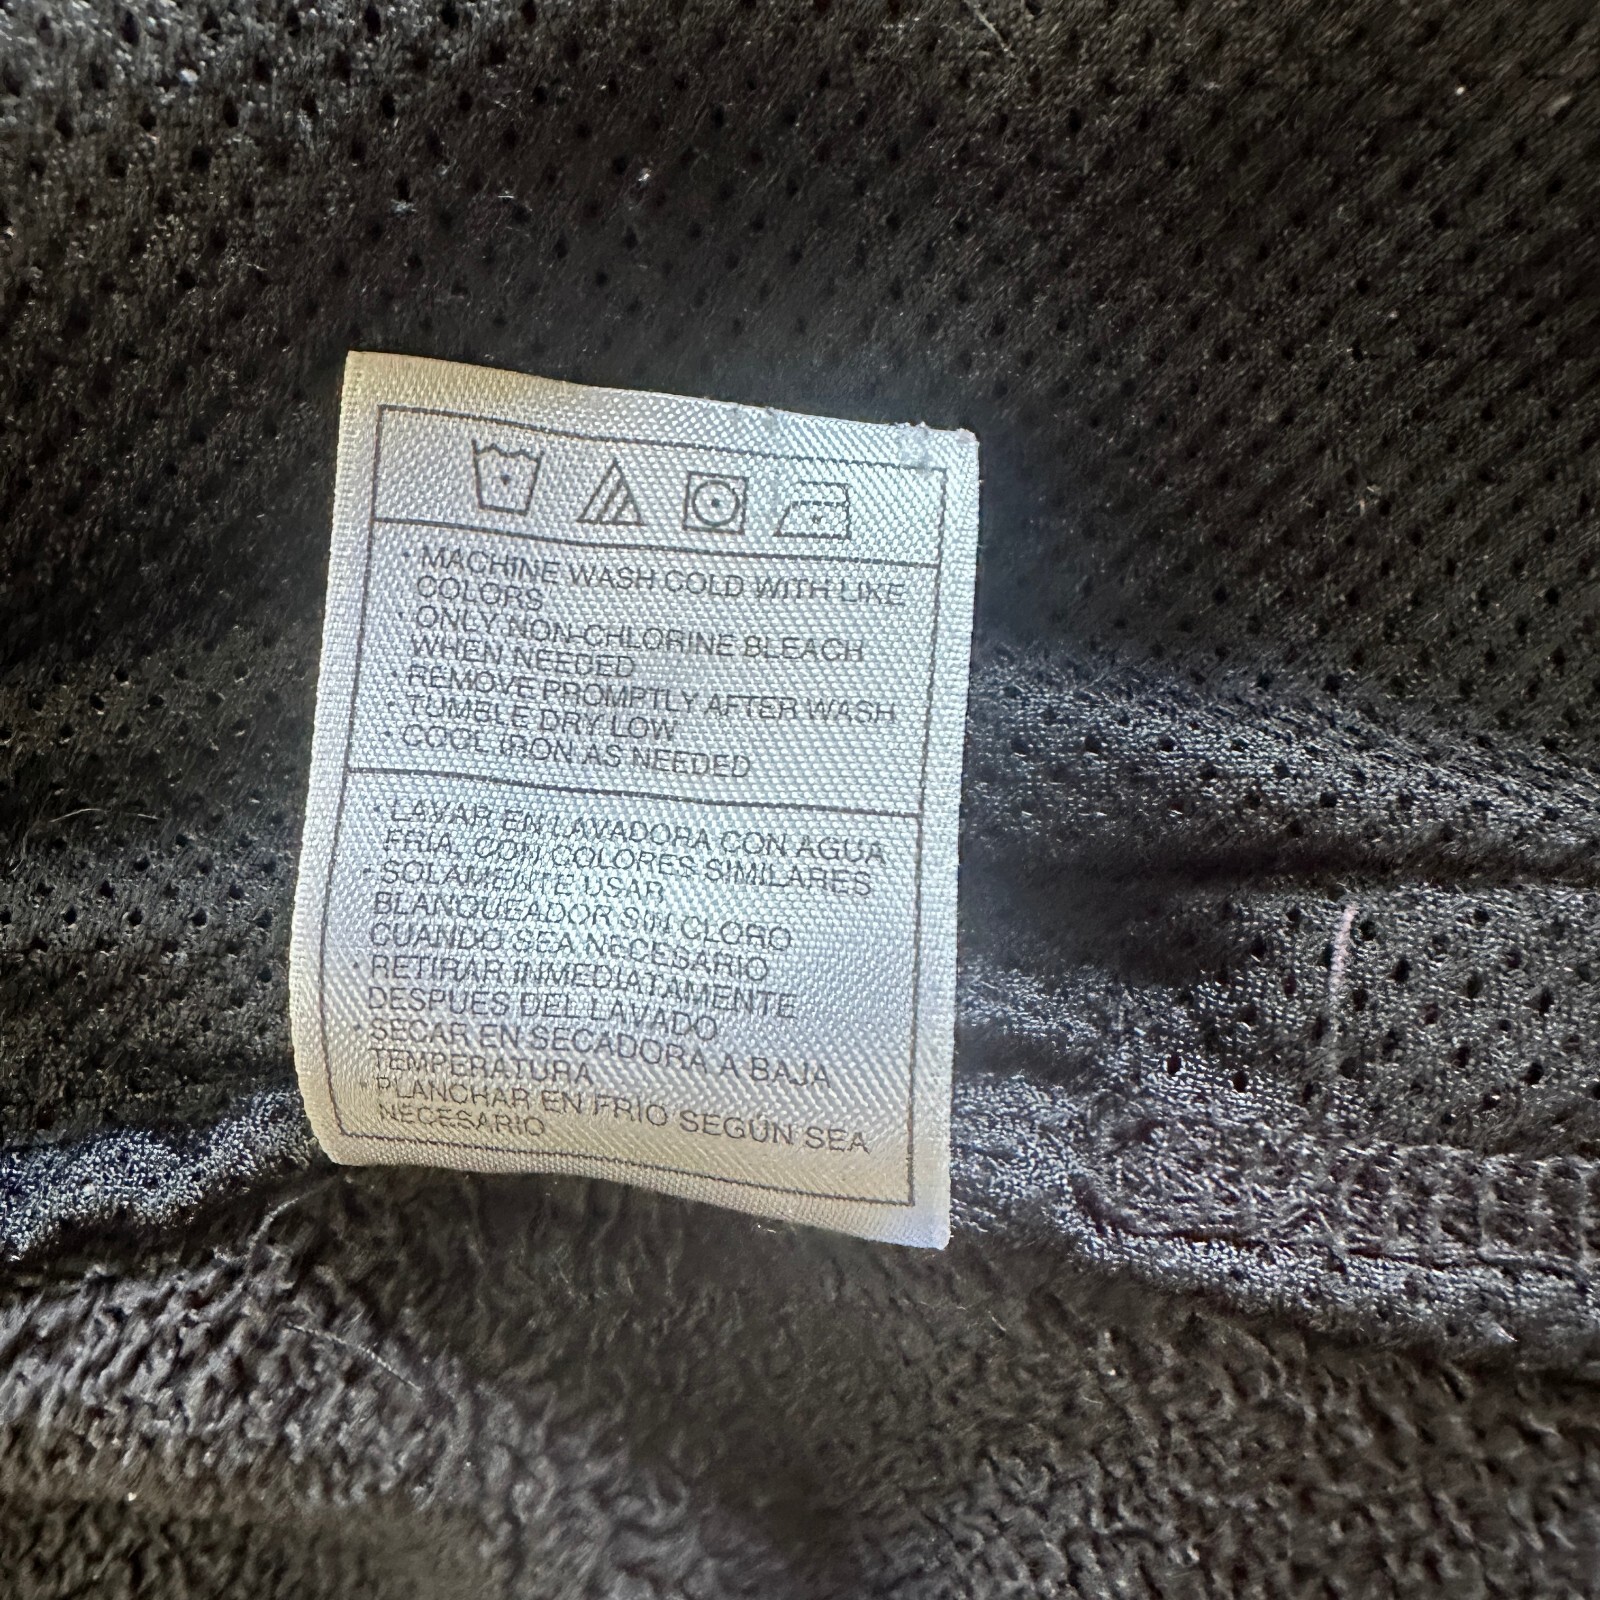 • MACHINE WASH COLD WITH LIKE
COLORS
• ONLY NON-CHLORINE BLEACH
WHEN NEEDED
• REMOVE PROMPTLY AFTER WASH
• TUMBLE DRY LOW
• COOL IRON AS NEEDED
• LAVAR EN LAVADORA CON AGUA
FRIA, CON COLORES SIMILARES
• SOLAMENTE USAR
BLANQUEADOR SIN CLORO
CUANDO SEA NECESARIO
• RETIRAR INMEDIATAMENTE
DESPUES DEL LAVADO
• SECAR EN SECADORA A BAJA
TEMPERATURA
• PLANCHAR EN FRIO SEGÚN SEA
NECESARIO